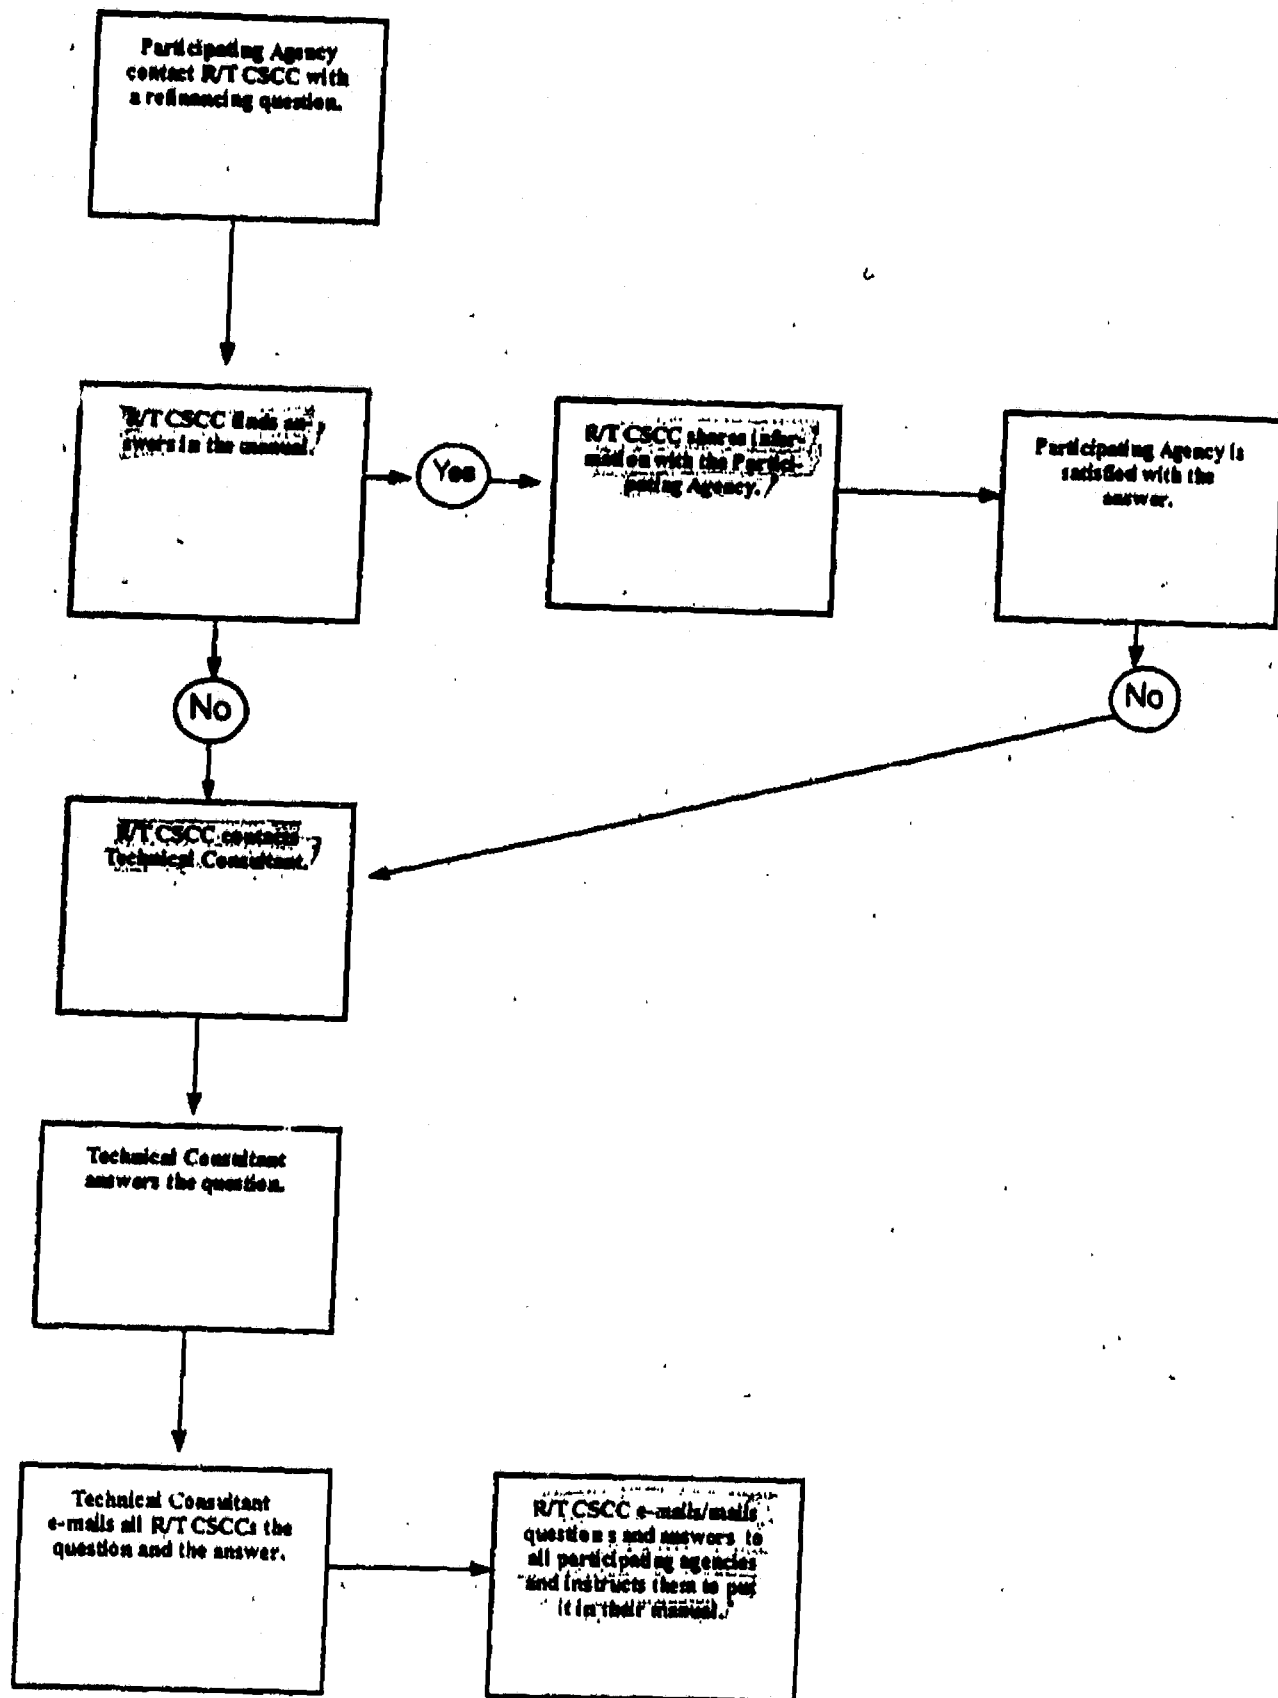 Participating Agency
contact R/T CSCC with
a refinancing question.
R/T CSCC finds an-
swers in the manual.
Yes
R/T CSCC shares infor-
mation with the Partici-
pating Agency.
Participating Agency is
satisfied with the
answer.
No
No
R/T CSCC contacts
Technical Consultant.
Technical Consultant
answers the question.
Technical Consultant
e-mails all R/T CSCCs the
question and the answer.
R/T CSCC e-mails/mails
questions and answers to
all participating agencies
and instructs them to put
it in their manual.